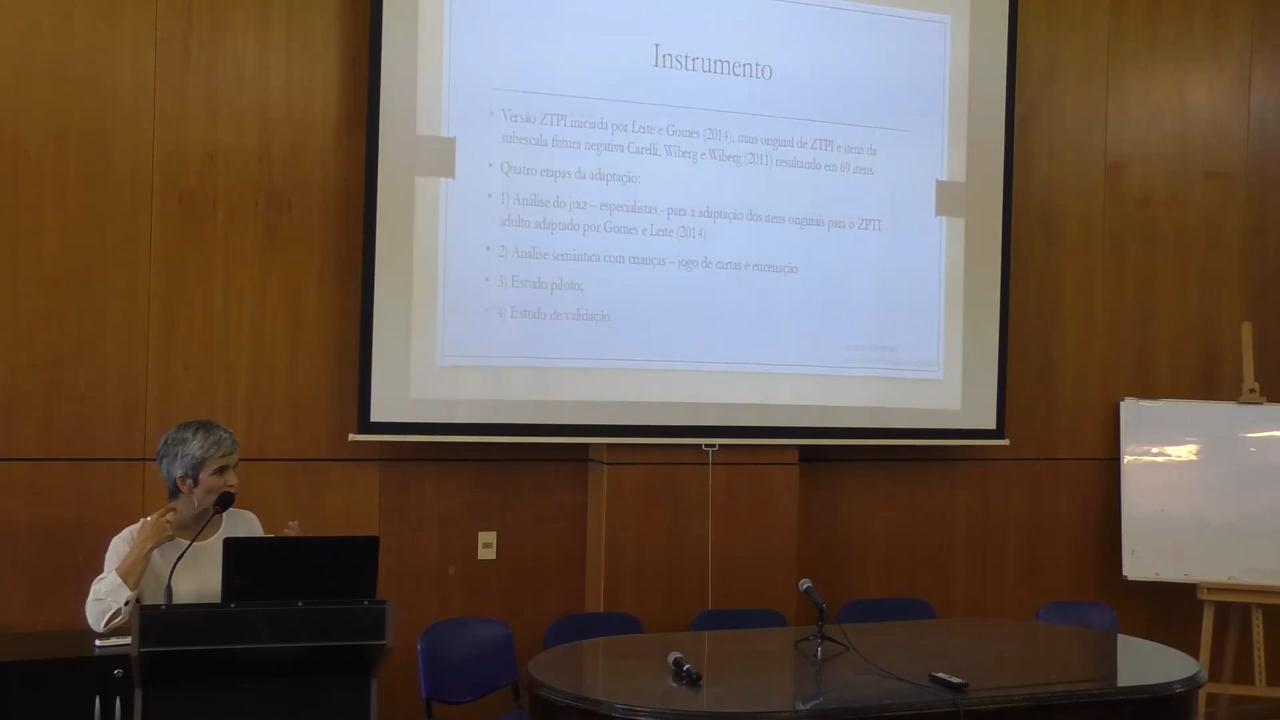 Instrumento
• Versão ZTPI iniciada por Leite e Gomes (2014), mais original de ZTPI e itens da
subescala futura negativa Carelli, Wiberg e Wiberg (2011) resultando em 69 itens.
• Quatro etapas da adaptação:
• 1) Análise do juiz – especialistas - para a adaptação dos itens originais para o ZPTI
adulto adaptado por Gomes e Leite (2014)
• 2) Análise semântica com crianças – jogo de cartas e encenação
• 3) Estudo piloto;
• 4) Estudo de validação